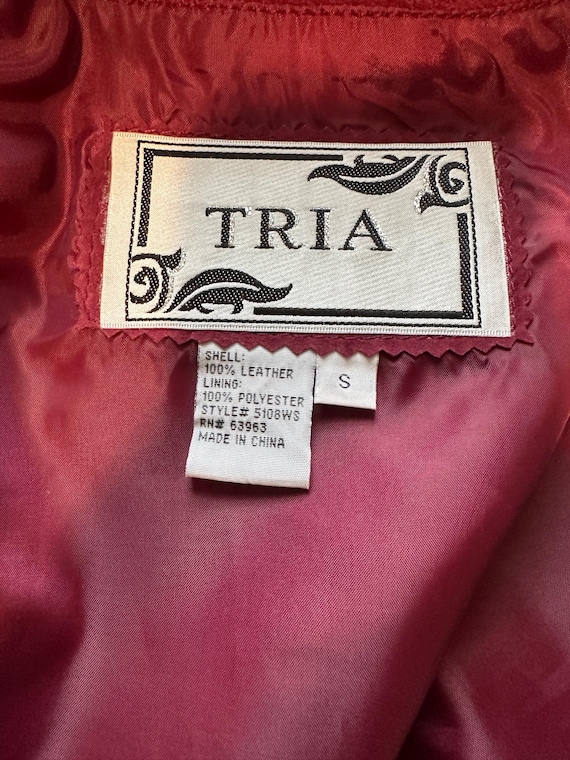 TRIA
SHELL:
100% LEATHER
LINING:
100% POLYESTER
STYLE# 5108WS
RN# 63963
MADE IN CHINA
S